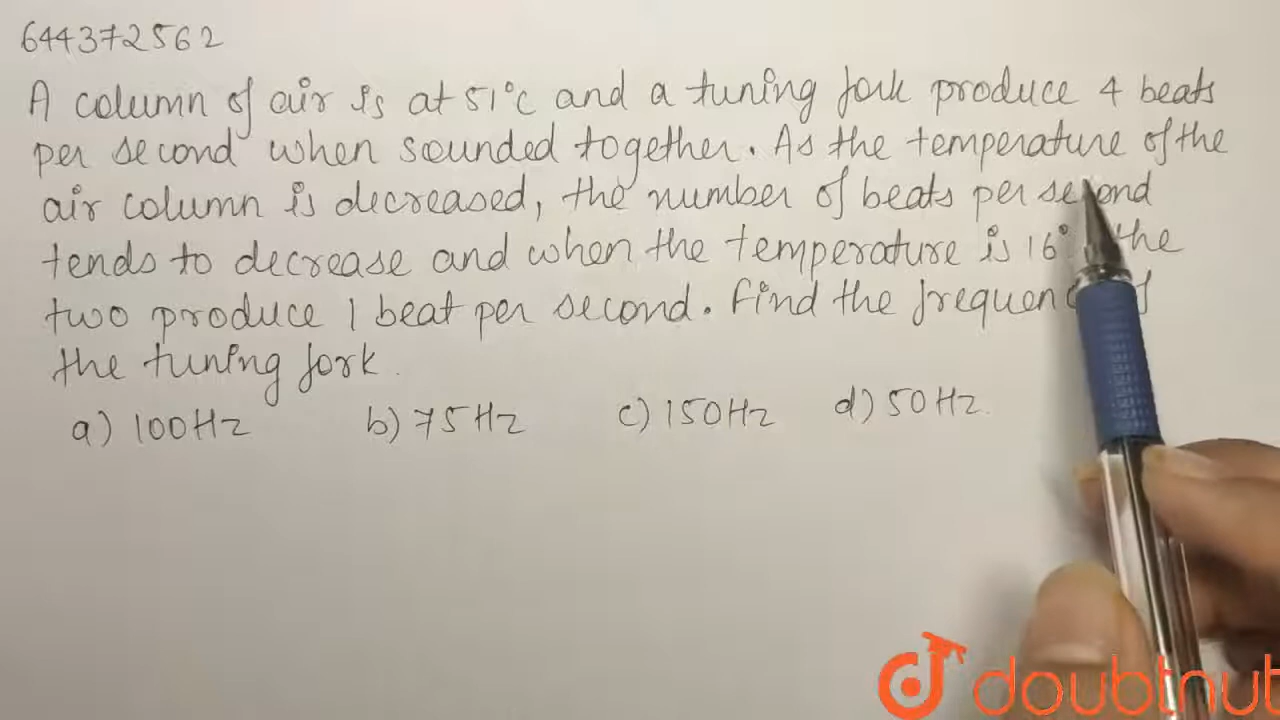 644372562
A column of air is at 51°C and a tuning fork produce 4 beats
per second when sounded together. As the temperature of the
air column is decreased, the number of beats per second
tends to decrease and when the temperature is 16° the
two produce 1 beat per second. Find the
the tuning fork.
a) 100Hz b) 75Hz c) 150Hz d) 50Hz.
doubtnut